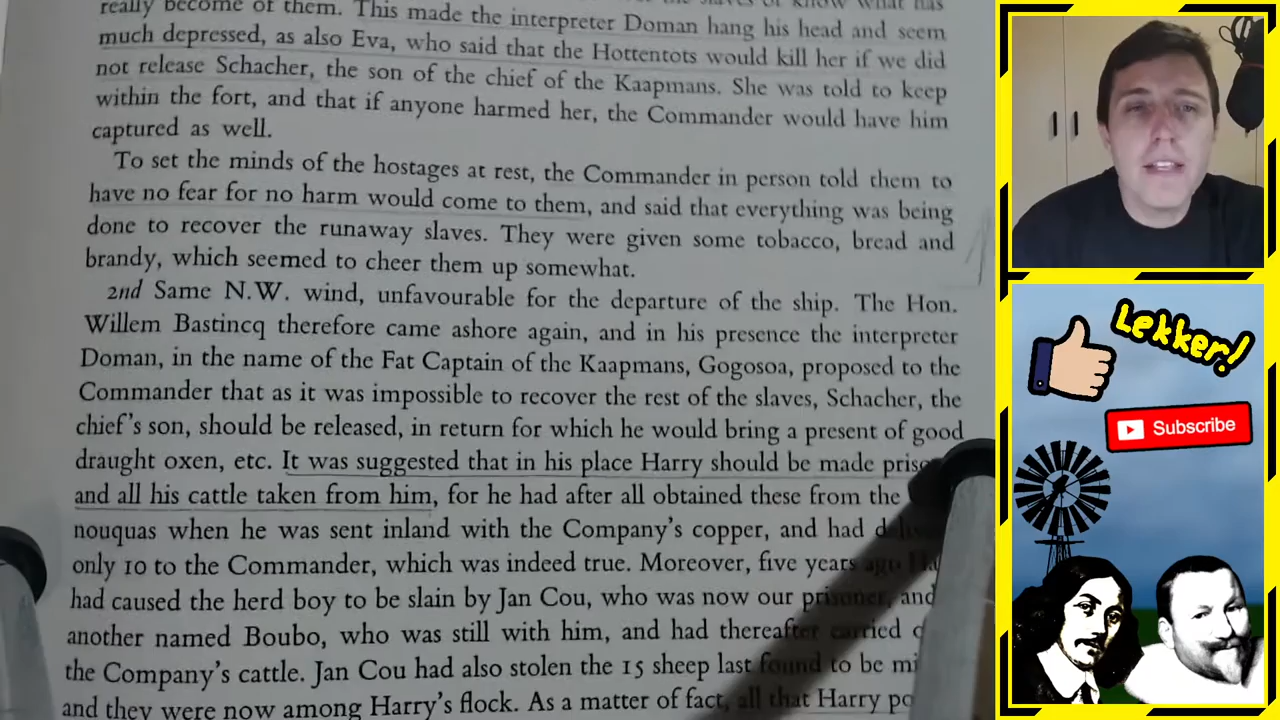 really become of them. This made the interpreter Doman hang his head and seem
much depressed, as also Eva, who said that the Hottentots would kill her if we did
not release Schacher, the son of the chief of the Kaapmans. She was told to keep
within the fort, and that if anyone harmed her, the Commander would have him
captured as well.
To set the minds of the hostages at rest, the Commander in person told them to
have no fear for no harm would come to them, and said that everything was being
done to recover the runaway slaves. They were given some tobacco, bread and
brandy, which seemed to cheer them up somewhat.
2nd Same N.W. wind, unfavourable for the departure of the ship. The Hon.
Willem Bastincq therefore came ashore again, and in his presence the interpreter
Doman, in the name of the Fat Captain of the Kaapmans, Gogosoa, proposed to the
Commander that as it was impossible to recover the rest of the slaves, Schacher, the
chief's son, should be released, in return for which he would bring a present of good
draught oxen, etc. It was suggested that in his place Harry should be made
and all his cattle taken from him, for he had after all obtained these from the
nouquas when he was sent inland with the Company's copper, and had
only 10 to the Commander, which was indeed true. Moreover, five years ago
had caused the herd boy to be slain by Jan Cou, who was now our prisoner, and
another named Boubo, who was still with him, and had thereafter carried
the Company's cattle. Jan Cou had also stolen the 15 sheep last found to be
and they were now among Harry's flock. As a matter of fact, all that Harry
Lekker!
Subscribe